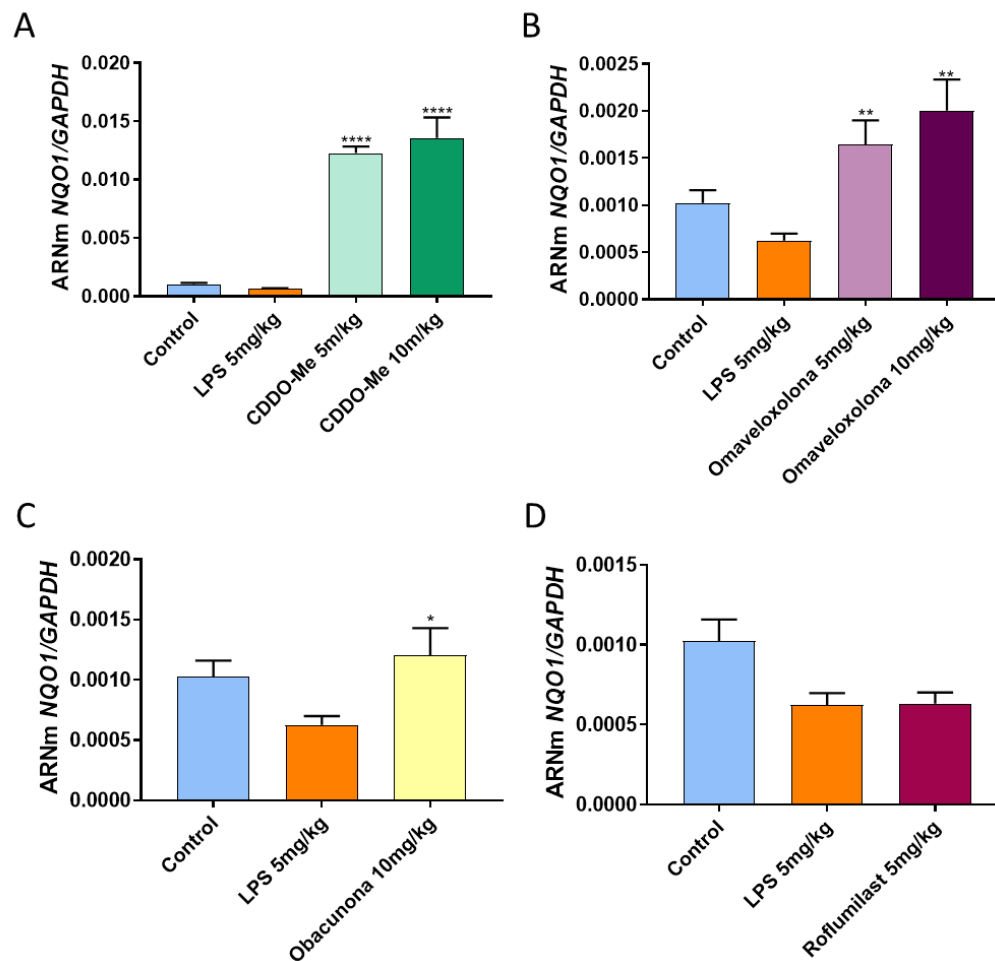 A
ARNm NQO1/GAPDH
0.020
0.015
0.010
0.005
0.000
****
****
Control
LPS 5mg/kg
CDDO-Me 5m/kg
CDDO-Me 10m/kg
B
ARNm NQO1/GAPDH
0.0025
0.0020
0.0015
0.0010
0.0005
0.0000
**
**
Control
LPS 5mg/kg
Omaveloxolona 5mg/kg
Omaveloxolona 10mg/kg
C
ARNm NQO1/GAPDH
0.0020
0.0015
0.0010
0.0005
0.0000
*
Control
LPS 5mg/kg
Obacunona 10mg/kg
D
ARNm NQO1/GAPDH
0.0015
0.0010
0.0005
0.0000
Control
LPS 5mg/kg
Roflumilast 5mg/kg